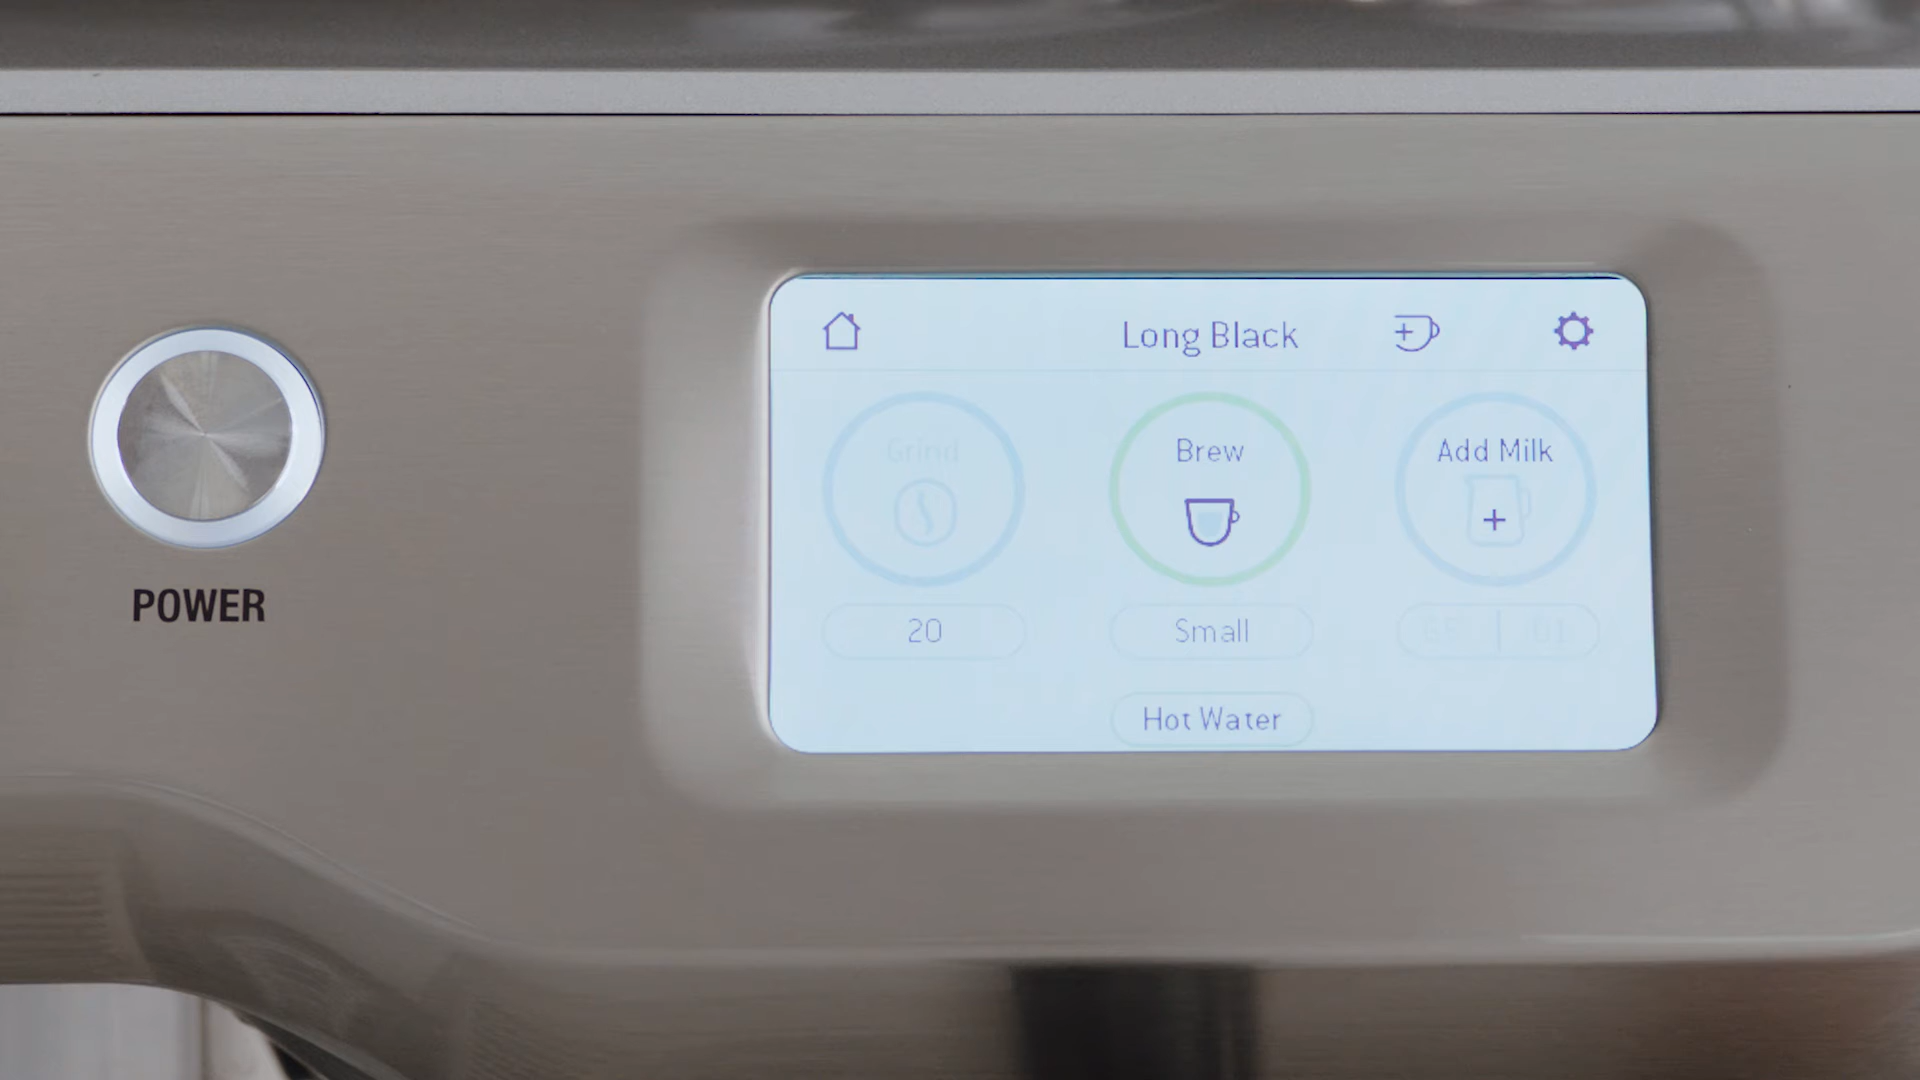 Long Black
Grind
Brew
Add Milk
20
Small
Hot Water
POWER